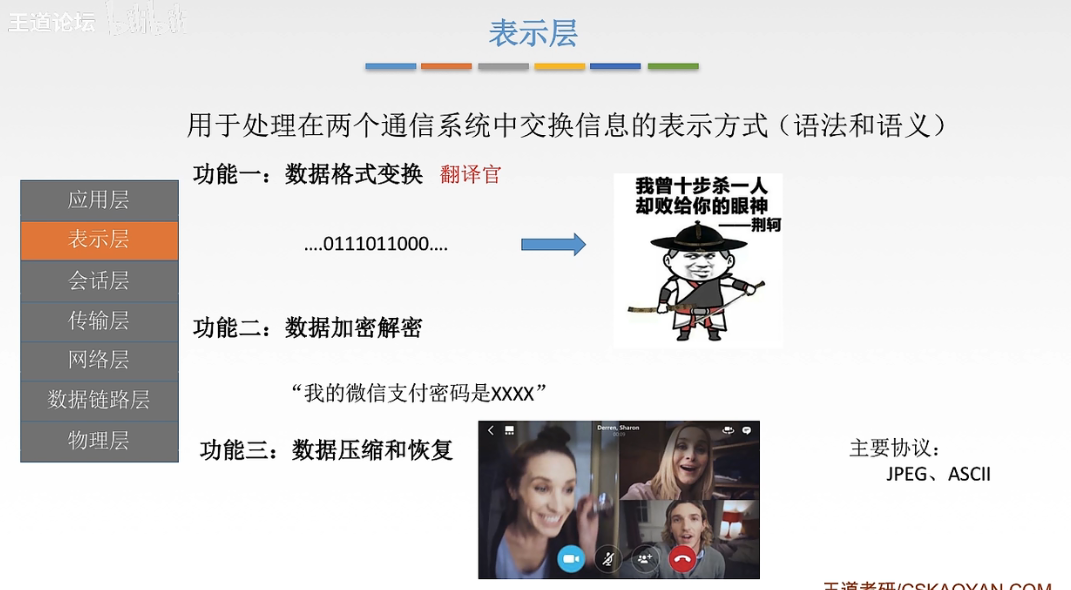 王道论坛 bilibili
表示层
用于处理在两个通信系统中交换信息的表示方式（语法和语义）
功能一：数据格式变换 翻译官
....0111011000....
我曾十步杀一人
却败给你的眼神
——荆轲
应用层
表示层
会话层
传输层
网络层
数据链路层
物理层
功能二：数据加密解密
“我的微信支付密码是XXXX”
功能三：数据压缩和恢复
Darren, Sharon
主要协议：
JPEG、ASCII
王道考研/CSKAOYAN.COM